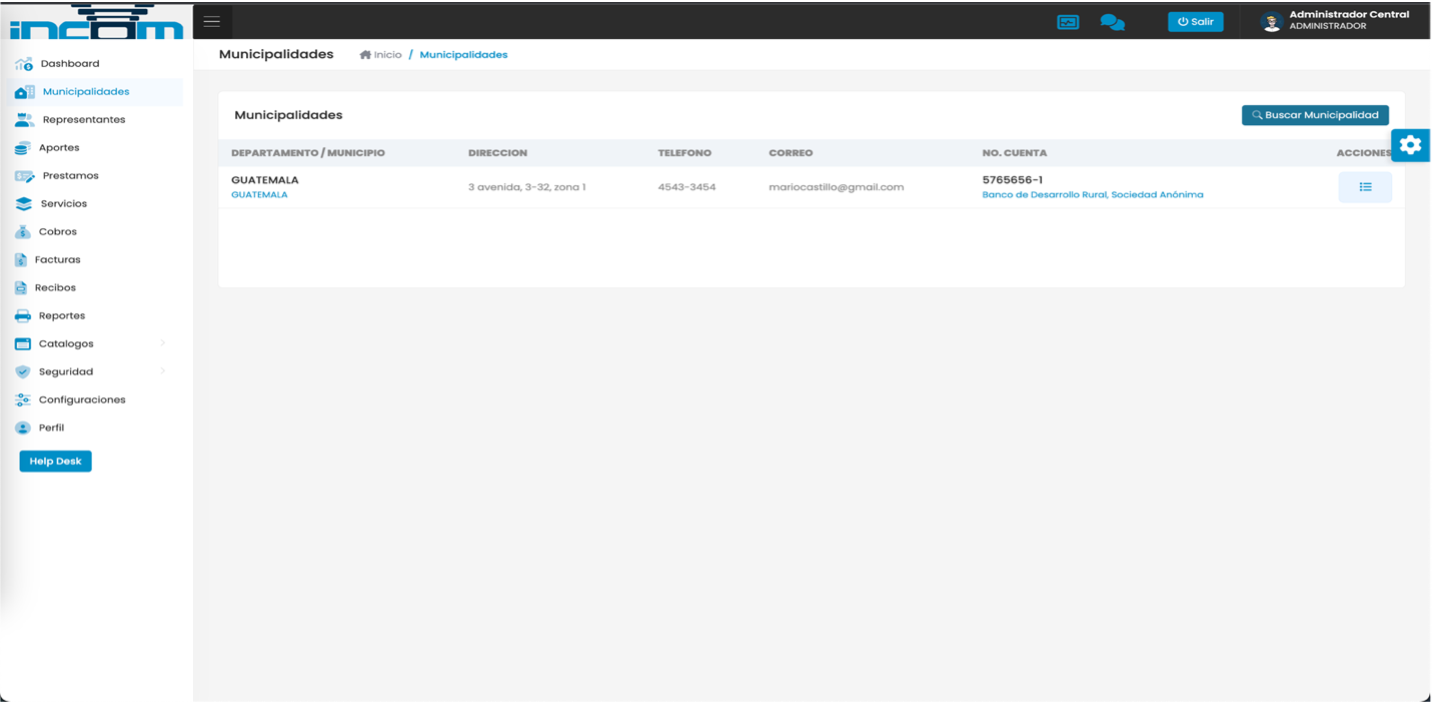 incom
Salir
Administrador Central
ADMINISTRADOR
Municipalidades
Inicio / Municipalidades
Dashboard
Municipalidades
Representantes
Aportes
Prestamos
Servicios
Cobros
Facturas
Recibos
Reportes
Catalogos
Seguridad
Configuraciones
Perfil
Help Desk
Municipalidades
Buscar Municipalidad
DEPARTAMENTO / MUNICIPIO DIRECCION TELEFONO CORREO NO. CUENTA ACCIONES
GUATEMALA 3 avenida, 3-32, zona 1 4543-3454 mariocastillo@gmail.com 5765656-1
GUATEMALA Banco de Desarrollo Rural, Sociedad Anónima